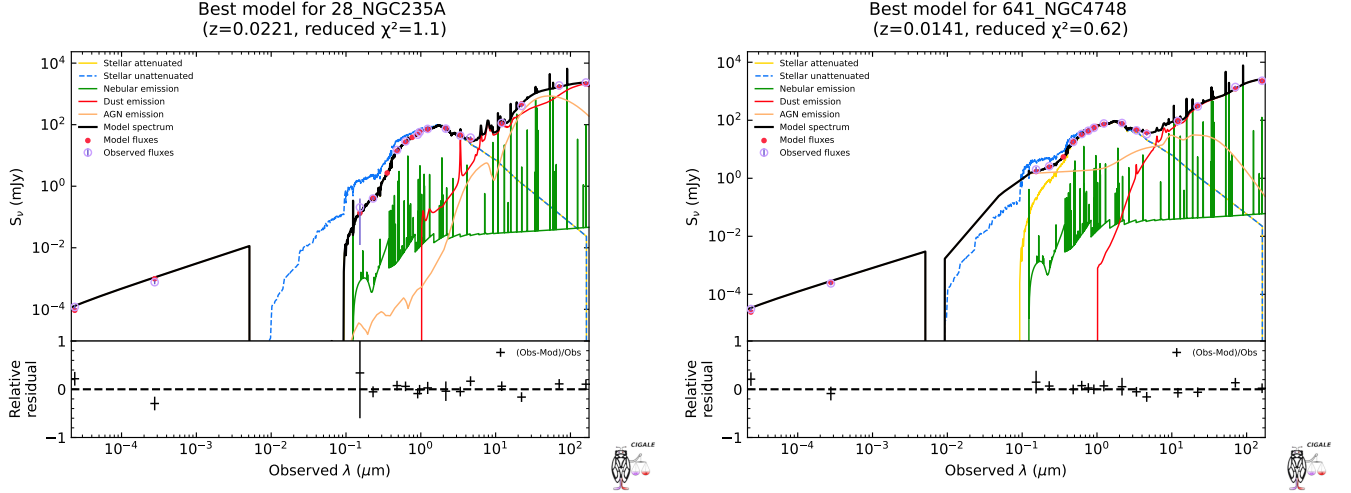 Best model for 28_NGC235A
(z=0.0221, reduced χ²=1.1)
10⁴
10²
10⁰
10⁻²
10⁻⁴
Sν (mJy)
Stellar attenuated
Stellar unattenuated
Nebular emission
Dust emission
AGN emission
Model spectrum
Model fluxes
Observed fluxes
1
0
−1
Relative
residual
(Obs-Mod)/Obs
10⁻⁴ 10⁻³ 10⁻² 10⁻¹ 10⁰ 10¹ 10²
Observed λ (μm)
CIGALE
Best model for 641_NGC4748
(z=0.0141, reduced χ²=0.62)
10⁴
10²
10⁰
10⁻²
10⁻⁴
Sν (mJy)
Stellar attenuated
Stellar unattenuated
Nebular emission
Dust emission
AGN emission
Model spectrum
Model fluxes
Observed fluxes
1
0
−1
Relative
residual
(Obs-Mod)/Obs
10⁻⁴ 10⁻³ 10⁻² 10⁻¹ 10⁰ 10¹ 10²
Observed λ (μm)
CIGALE